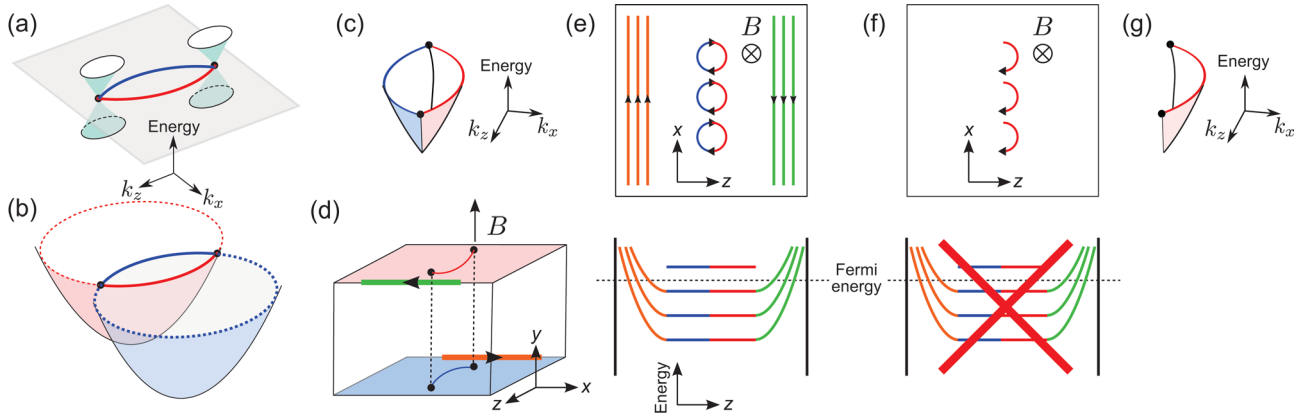 (a)
Energy
k_z
k_x
(b)
(c)
Energy
k_z
k_x
(d)
B
y
x
z
(e)
B
x
z
Fermi
energy
Energy
z
(f)
B
x
z
(g)
Energy
k_z
k_x